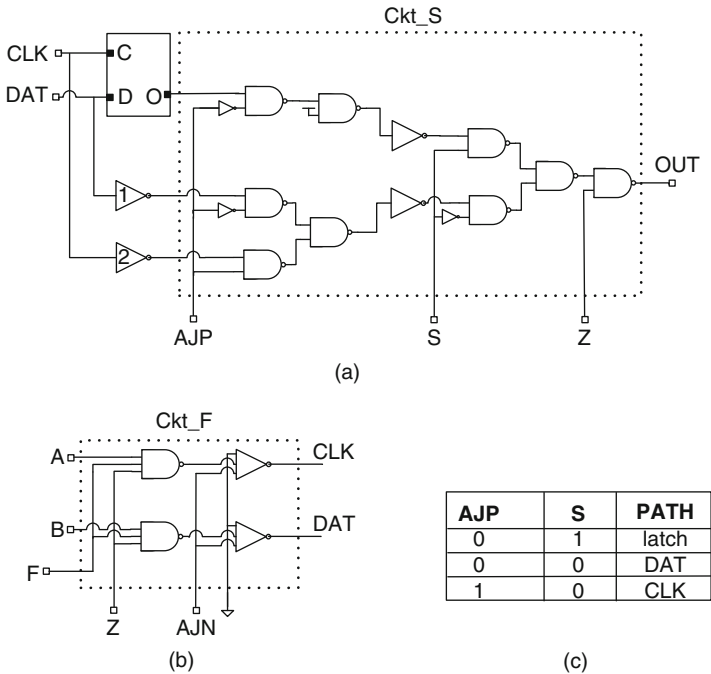 Ckt_S
CLK
C
DAT
D
O
1
2
OUT
AJP
S
Z
(a)
Ckt_F
A
CLK
B
DAT
F
Z
AJN
(b)
AJP S PATH
0 1 latch
0 0 DAT
1 0 CLK
(c)